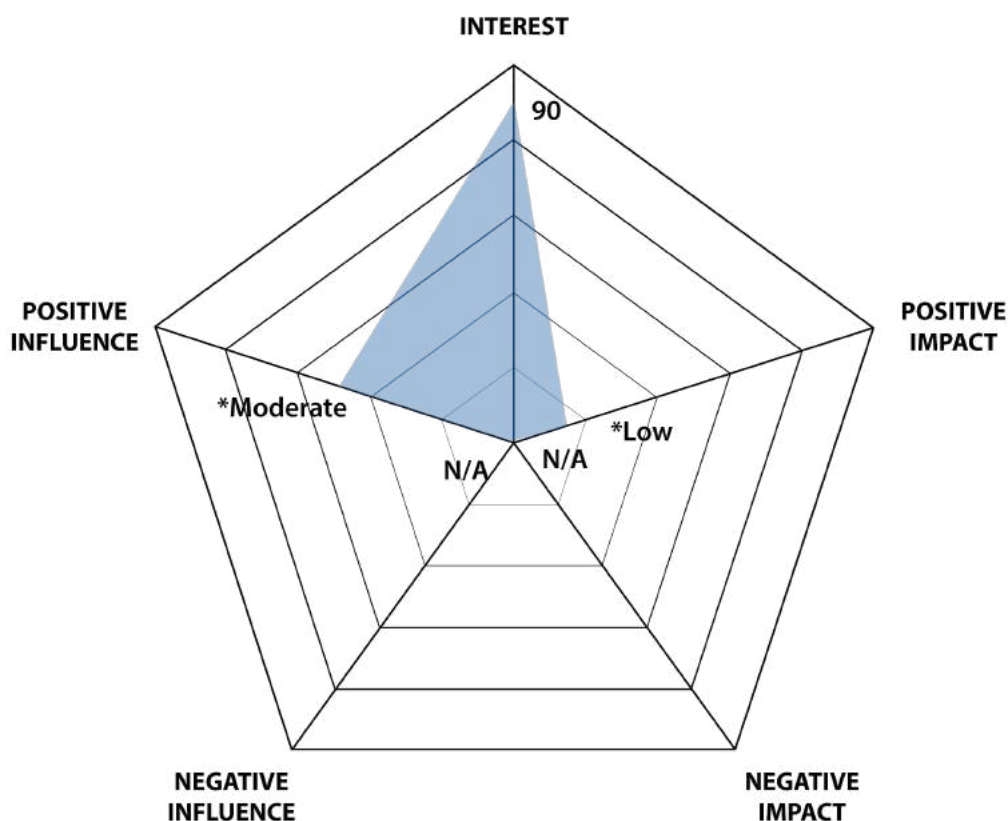 INTEREST
90
POSITIVE
INFLUENCE
POSITIVE
IMPACT
*Moderate
*Low
N/A
N/A
NEGATIVE
INFLUENCE
NEGATIVE
IMPACT